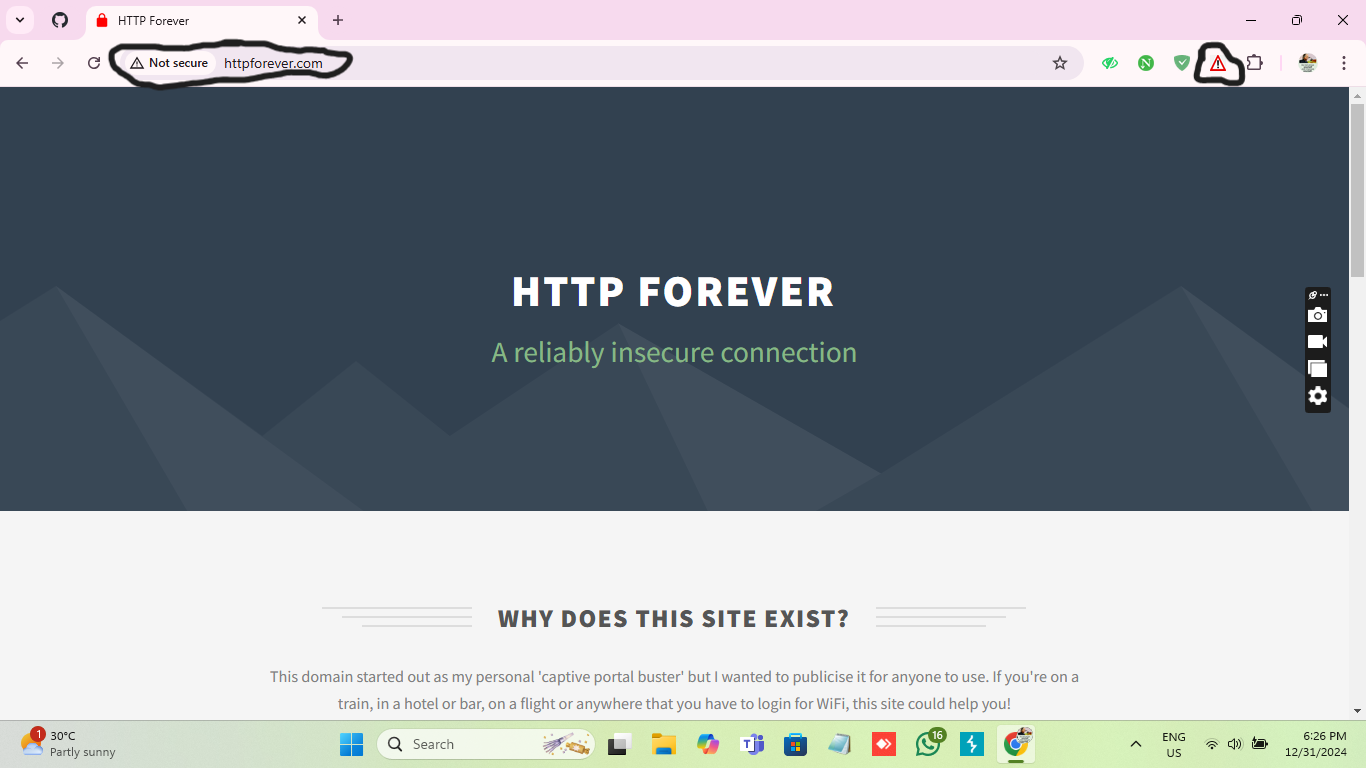 HTTP Forever
Not secure
httpforever.com
N
HTTP FOREVER
A reliably insecure connection
WHY DOES THIS SITE EXIST?
This domain started out as my personal 'captive portal buster' but I wanted to publicise it for anyone to use. If you're on a
train, in a hotel or bar, on a flight or anywhere that you have to login for WiFi, this site could help you!
1
30°C
Partly sunny
Search
16
ENG
US
6:26 PM
12/31/2024